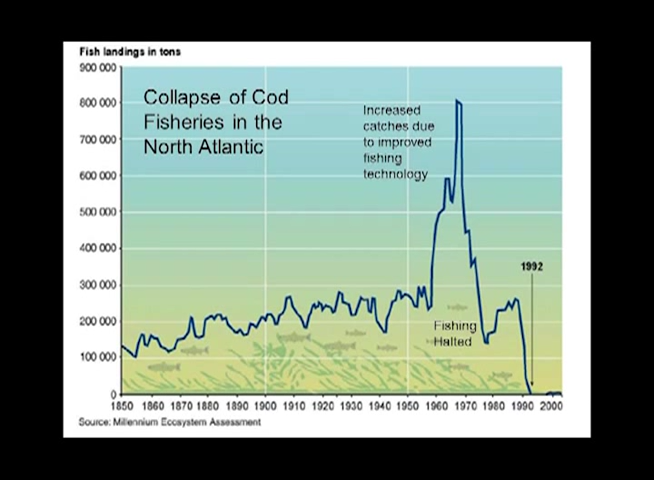 Fish landings in tons
900 000
800 000
700 000
600 000
500 000
400 000
300 000
200 000
100 000
0
Collapse of Cod
Fisheries in the
North Atlantic
Increased
catches due
to improved
fishing
technology
1992
Fishing
Halted
1850 1860 1870 1880 1890 1900 1910 1920 1930 1940 1950 1960 1970 1980 1990 2000
Source: Millennium Ecosystem Assessment